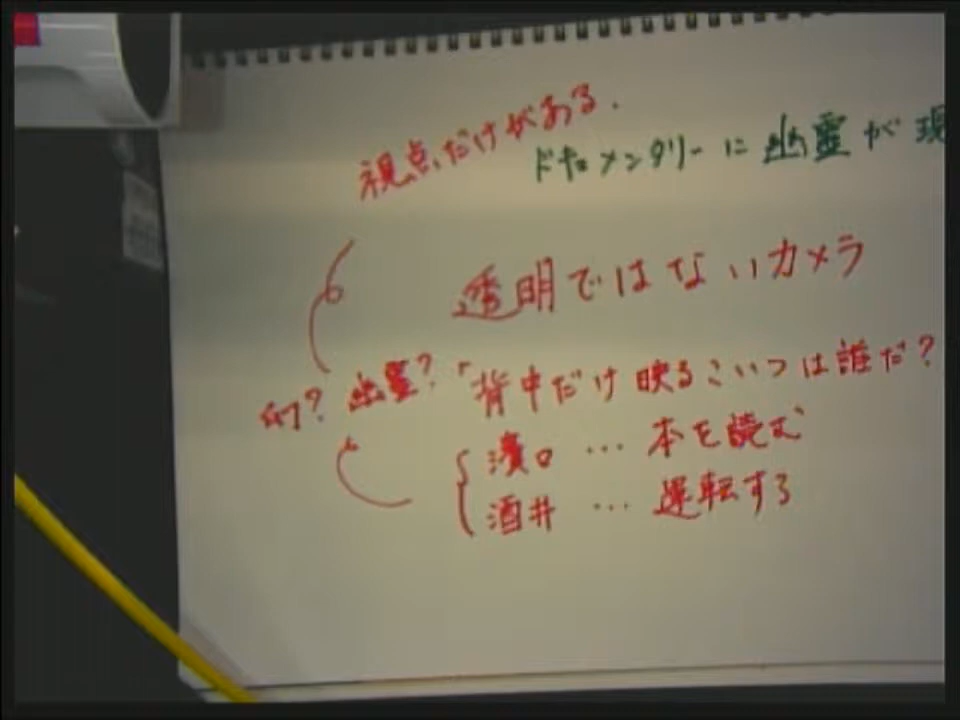 視点だけがある.
ドキュメンタリーに幽霊が現
透明ではないカメラ
幽霊?「背中だけ映るこいつは誰だ?
濱口 … 本を読む
酒井 … 運転する